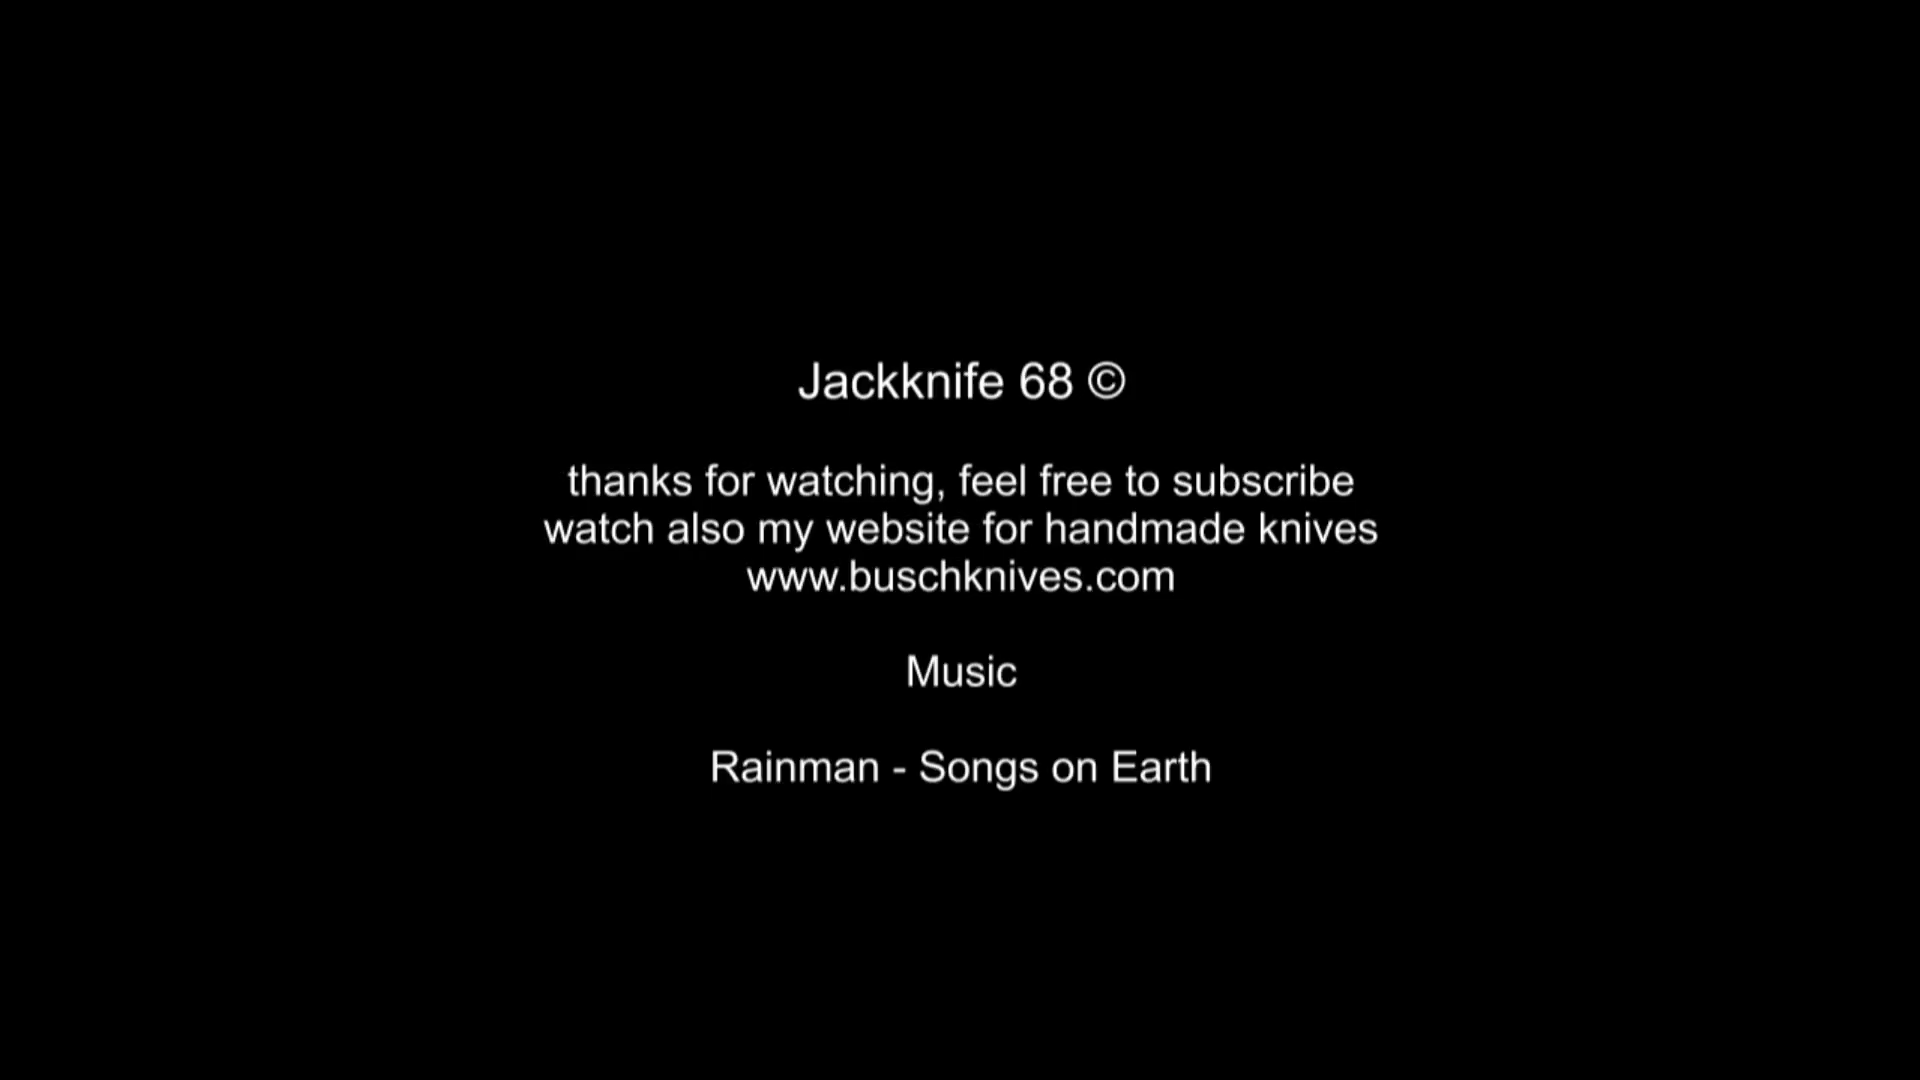 Jackknife 68 ©
thanks for watching, feel free to subscribe
watch also my website for handmade knives
www.buschknives.com
Music
Rainman - Songs on Earth